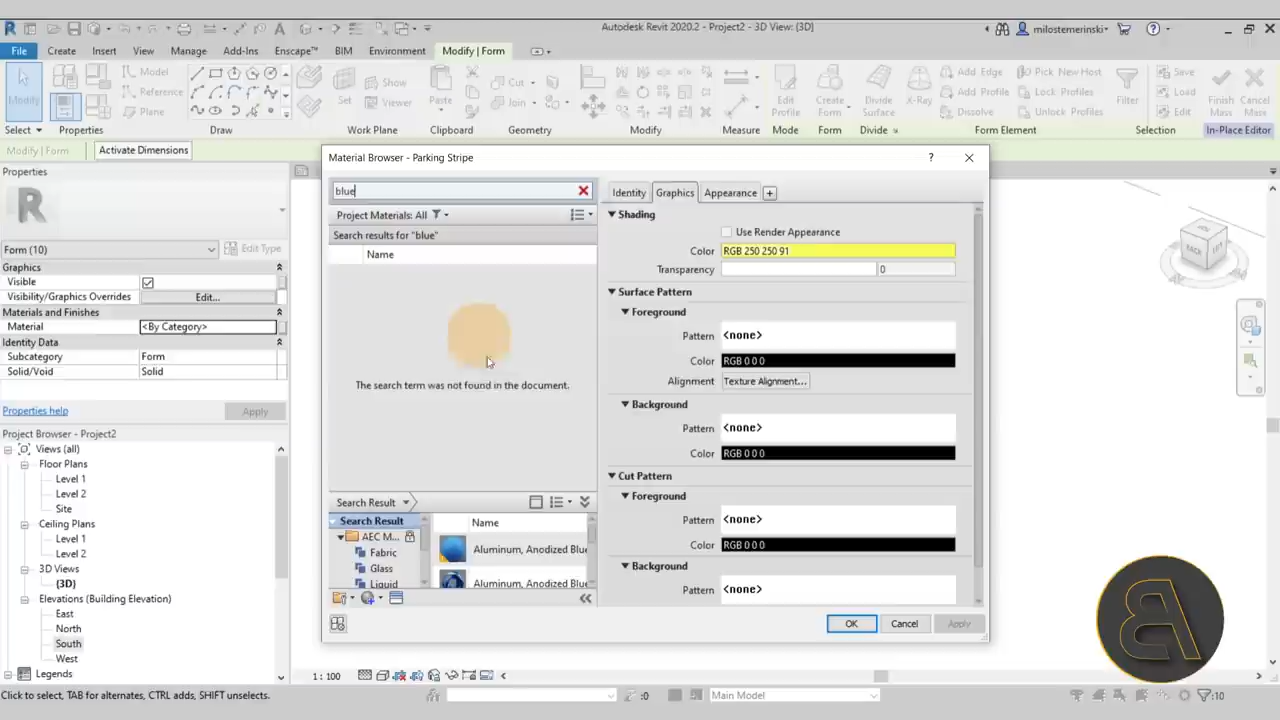 Autodesk Revit 2020.2 - Project2 - 3D View: {3D}
milostemerinski
File Create Insert View Manage Add-Ins Enscape™ BIM Environment Modify | Form
Modify
Model
Reference
Plane
Show
Viewer
Set
Paste
Cut
Join
Edit Profile
Create Form
Divide Surface
X-Ray
Add Edge
Add Profile
Dissolve
Pick New Host
Lock Profiles
Unlock Profiles
Filter
Save
Load
Edit
Finish Mass
Cancel Mass
Select Properties Draw Work Plane Clipboard Geometry Modify Measure Mode Form Divide Form Element Selection In-Place Editor
Modify | Form Activate Dimensions
Properties
Form (10) Edit Type
Graphics
Visible
Visibility/Graphics Overrides Edit...
Materials and Finishes
Material <By Category>
Identity Data
Subcategory Form
Solid/Void Solid
Properties help Apply
Project Browser - Project2
Views (all)
Floor Plans
Level 1
Level 2
Site
Ceiling Plans
Level 1
Level 2
3D Views
{3D}
Elevations (Building Elevation)
East
North
South
West
Legends
Material Browser - Parking Stripe
?
blue
Project Materials: All
Search results for "blue"
Name
The search term was not found in the document.
Search Result
Search Result
AEC M...
Fabric
Glass
Liquid
Name
Aluminum, Anodized Blue
Aluminum, Anodized Blue
Identity Graphics Appearance +
Shading
Use Render Appearance
Color RGB 250 250 91
Transparency 0
Surface Pattern
Foreground
Pattern <none>
Color RGB 0 0 0
Alignment Texture Alignment...
Background
Pattern <none>
Color RGB 0 0 0
Cut Pattern
Foreground
Pattern <none>
Color RGB 0 0 0
Background
Pattern <none>
OK Cancel Apply
BACK LEFT
1 : 100
Click to select, TAB for alternates, CTRL adds, SHIFT unselects. :0 Main Model :10